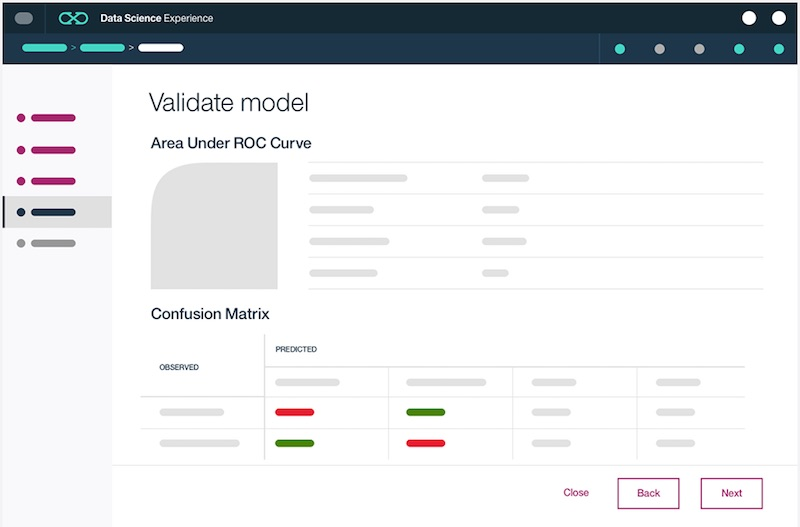 Data Science Experience
Validate model
Area Under ROC Curve
Confusion Matrix
PREDICTED
OBSERVED
Close
Back
Next